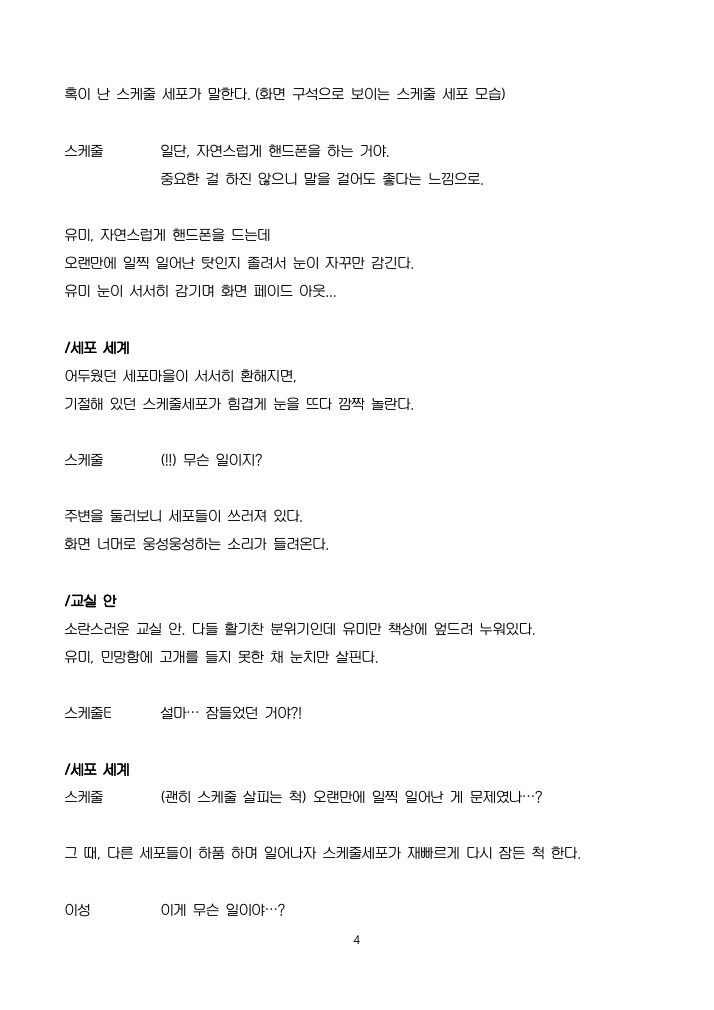 혹이 난 스케줄 세포가 말한다. (화면 구석으로 보이는 스케줄 세포 모습)
스케줄 일단, 자연스럽게 핸드폰을 하는 거야.
중요한 걸 하진 않으니 말을 걸어도 좋다는 느낌으로.
유미, 자연스럽게 핸드폰을 드는데
오랜만에 일찍 일어난 탓인지 졸려서 눈이 자꾸만 감긴다.
유미 눈이 서서히 감기며 화면 페이드 아웃...
/세포 세계
어두웠던 세포마을이 서서히 환해지면,
기절해 있던 스케줄세포가 힘겹게 눈을 뜨다 깜짝 놀란다.
스케줄 (!!) 무슨 일이지?
주변을 둘러보니 세포들이 쓰러져 있다.
화면 너머로 웅성웅성하는 소리가 들려온다.
/교실 안
소란스러운 교실 안. 다들 활기찬 분위기인데 유미만 책상에 엎드려 누워있다.
유미, 민망함에 고개를 들지 못한 채 눈치만 살핀다.
스케줄E 설마… 잠들었던 거야?!
/세포 세계
스케줄 (괜히 스케줄 살피는 척) 오랜만에 일찍 일어난 게 문제였나…?
그 때, 다른 세포들이 하품 하며 일어나자 스케줄세포가 재빠르게 다시 잠든 척 한다.
이성 이게 무슨 일이야…?
4